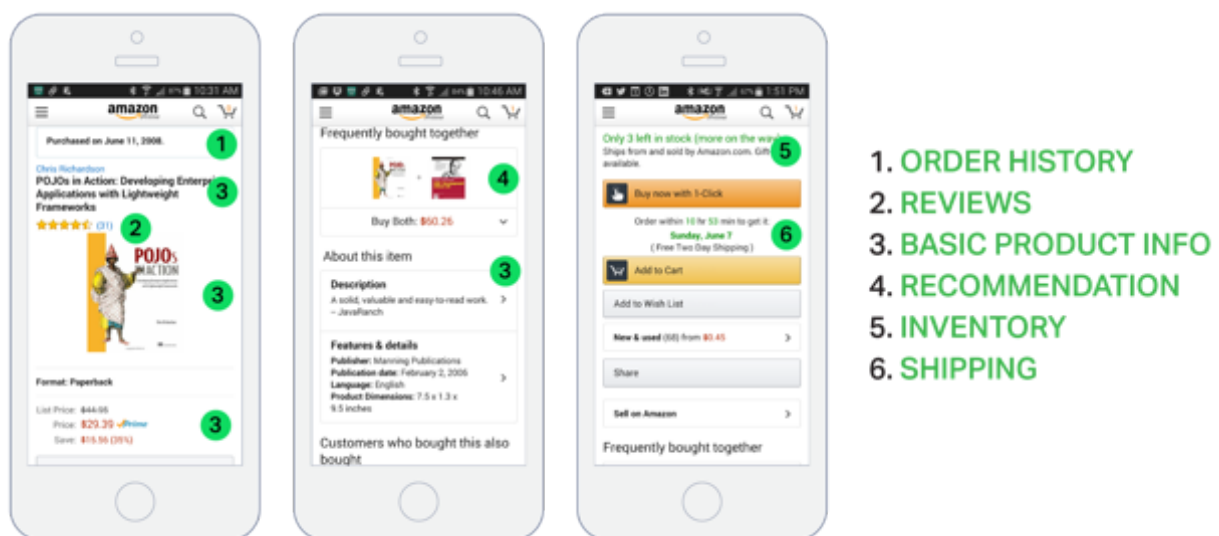 10:31 AM
amazon
Purchased on June 11, 2008.
1
Chris Richardson
POJOs in Action: Developing Enterpri
3
Applications with Lightweight
Frameworks
(31)
2
POJOs
IN ACTION
3
Format: Paperback
List Price: $44.95
Price: $29.39 Prime
3
Save: $15.56 (35%)
10:46 AM
amazon
Frequently bought together
4
Buy Both: $60.26
About this item
3
Description
A solid, valuable and easy-to-read work.
– JavaRanch
Features & details
Publisher: Manning Publications
Publication date: February 2, 2006
Language: English
Product Dimensions: 7.5 x 1.3 x
9.5 inches
Customers who bought this also
bought
1:51 PM
amazon
Only 3 left in stock (more on the way
Ships from and sold by Amazon.com. Gift
5
available.
Buy now with 1-Click
Order within 10 hr 53 min to get it
Sunday, June 7
6
( Free Two Day Shipping )
Add to Cart
Add to Wish List
New & used (68) from $0.45
Share
Sell on Amazon
Frequently bought together
1. ORDER HISTORY
2. REVIEWS
3. BASIC PRODUCT INFO
4. RECOMMENDATION
5. INVENTORY
6. SHIPPING